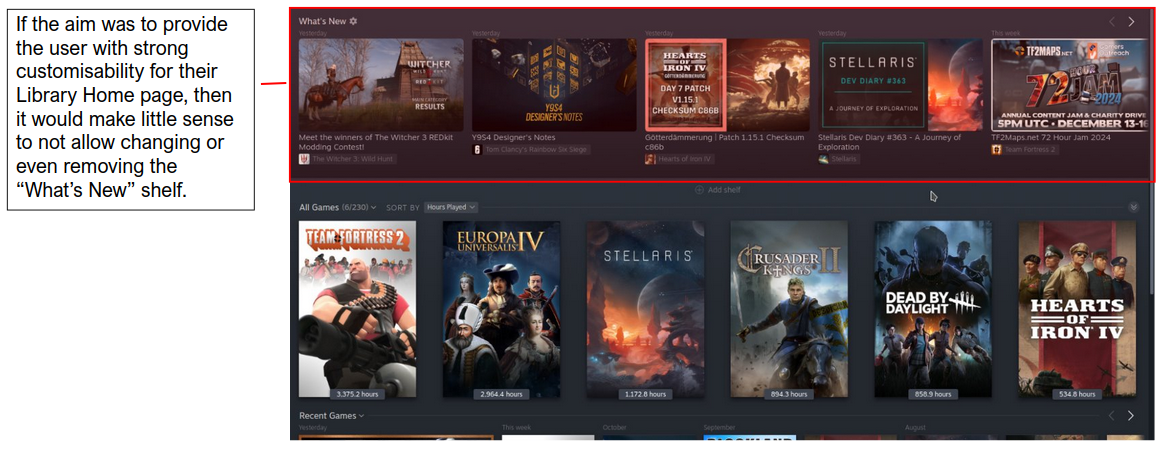 If the aim was to provide
the user with strong
customisability for their
Library Home page, then
it would make little sense
to not allow changing or
even removing the
“What’s New” shelf.
What's New
Yesterday
Yesterday
Yesterday
Yesterday
This week
THE WITCHER
WILD HUNT
REDKIT
MAIN CATEGORY
RESULTS
Y9S4
DESIGNER'S NOTES
HEARTS
OF
IRON IV
GÖTTERDÄMMERUNG
DAY 7 PATCH
V1.15.1
CHECKSUM C86B
STELLARIS
DEV DIARY #363
A JOURNEY OF EXPLORATION
TF2MAPS.NET
72 HOUR JAM
2024
ANNUAL CONTENT JAM & CHARITY DRIVE
5PM UTC • DECEMBER 13-16
Meet the winners of The Witcher 3 REDkit
Modding Contest!
The Witcher 3: Wild Hunt
Y9S4 Designer's Notes
Tom Clancy's Rainbow Six Siege
Götterdämmerung | Patch 1.15.1 Checksum
c86b
Hearts of Iron IV
Stellaris Dev Diary #363 - A Journey of
Exploration
Stellaris
TF2Maps.net 72 Hour Jam 2024
Team Fortress 2
Add shelf
All Games (6/230) SORT BY Hours Played
TEAM FORTRESS 2
3,375.2 hours
EUROPA
UNIVERSALIS IV
2,964.4 hours
STELLARIS
1,172.8 hours
CRUSADER
KINGS II
894.3 hours
DEAD BY
DAYLIGHT
858.9 hours
HEARTS
OF
IRON IV
534.8 hours
Recent Games
Yesterday This week October September August